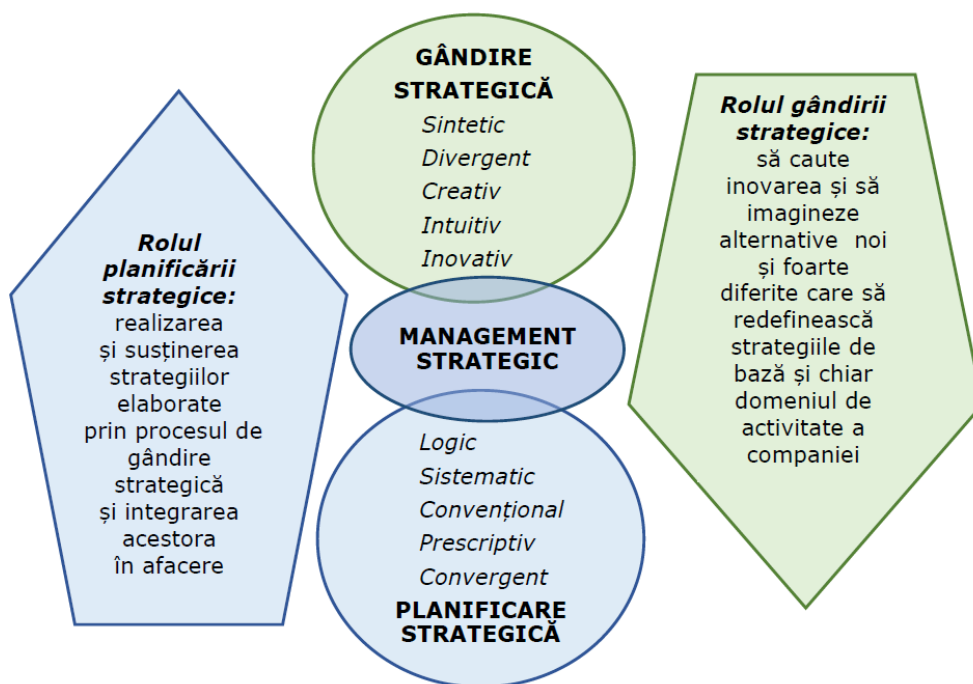 GÂNDIRE
STRATEGICĂ
Sintetic
Divergent
Creativ
Intuitiv
Inovativ
MANAGEMENT
STRATEGIC
Logic
Sistematic
Convențional
Prescriptiv
Convergent
PLANIFICARE
STRATEGICĂ
Rolul
planificării
strategice:
realizarea
și susținerea
strategiilor
elaborate
prin procesul de
gândire
strategică
și integrarea
acestora
în afacere
Rolul gândirii
strategice:
să caute
inovarea și să
imagineze
alternative noi
și foarte
diferite care să
redefinească
strategiile de
bază și chiar
domeniul de
activitate a
companiei